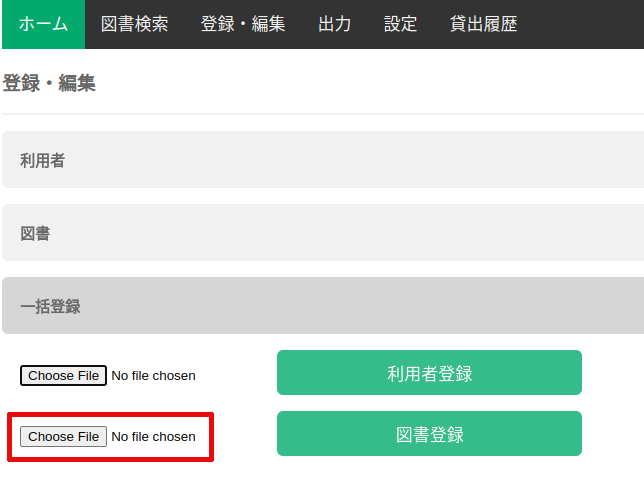 ホーム 図書検索 登録・編集 出力 設定 貸出履歴
登録・編集
利用者
図書
一括登録
Choose File No file chosen 利用者登録
Choose File No file chosen 図書登録